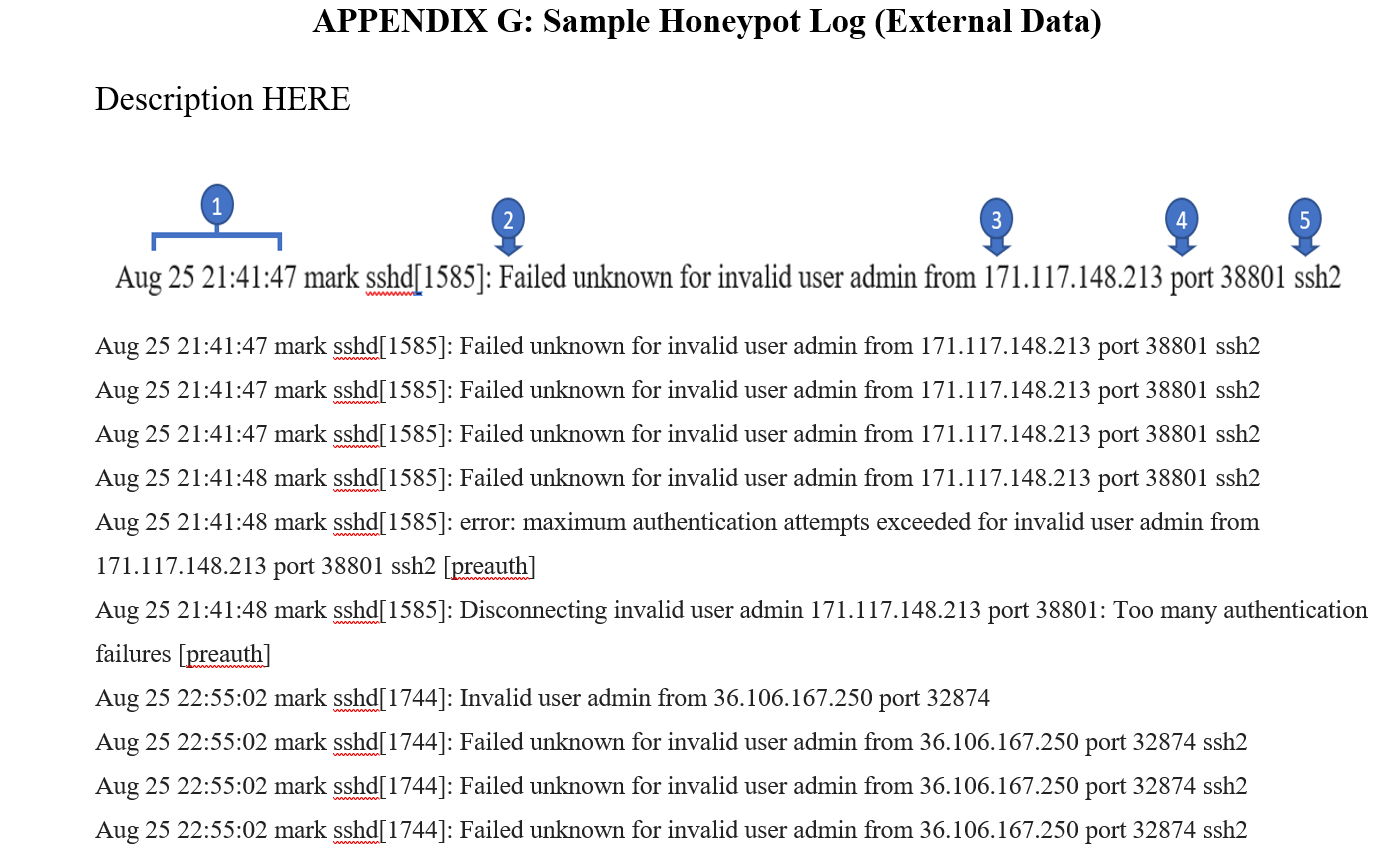 APPENDIX G: Sample Honeypot Log (External Data)
Description HERE
1 2 3 4 5
Aug 25 21:41:47 mark sshd[1585]: Failed unknown for invalid user admin from 171.117.148.213 port 38801 ssh2
Aug 25 21:41:47 mark sshd[1585]: Failed unknown for invalid user admin from 171.117.148.213 port 38801 ssh2
Aug 25 21:41:47 mark sshd[1585]: Failed unknown for invalid user admin from 171.117.148.213 port 38801 ssh2
Aug 25 21:41:47 mark sshd[1585]: Failed unknown for invalid user admin from 171.117.148.213 port 38801 ssh2
Aug 25 21:41:48 mark sshd[1585]: Failed unknown for invalid user admin from 171.117.148.213 port 38801 ssh2
Aug 25 21:41:48 mark sshd[1585]: error: maximum authentication attempts exceeded for invalid user admin from
171.117.148.213 port 38801 ssh2 [preauth]
Aug 25 21:41:48 mark sshd[1585]: Disconnecting invalid user admin 171.117.148.213 port 38801: Too many authentication
failures [preauth]
Aug 25 22:55:02 mark sshd[1744]: Invalid user admin from 36.106.167.250 port 32874
Aug 25 22:55:02 mark sshd[1744]: Failed unknown for invalid user admin from 36.106.167.250 port 32874 ssh2
Aug 25 22:55:02 mark sshd[1744]: Failed unknown for invalid user admin from 36.106.167.250 port 32874 ssh2
Aug 25 22:55:02 mark sshd[1744]: Failed unknown for invalid user admin from 36.106.167.250 port 32874 ssh2